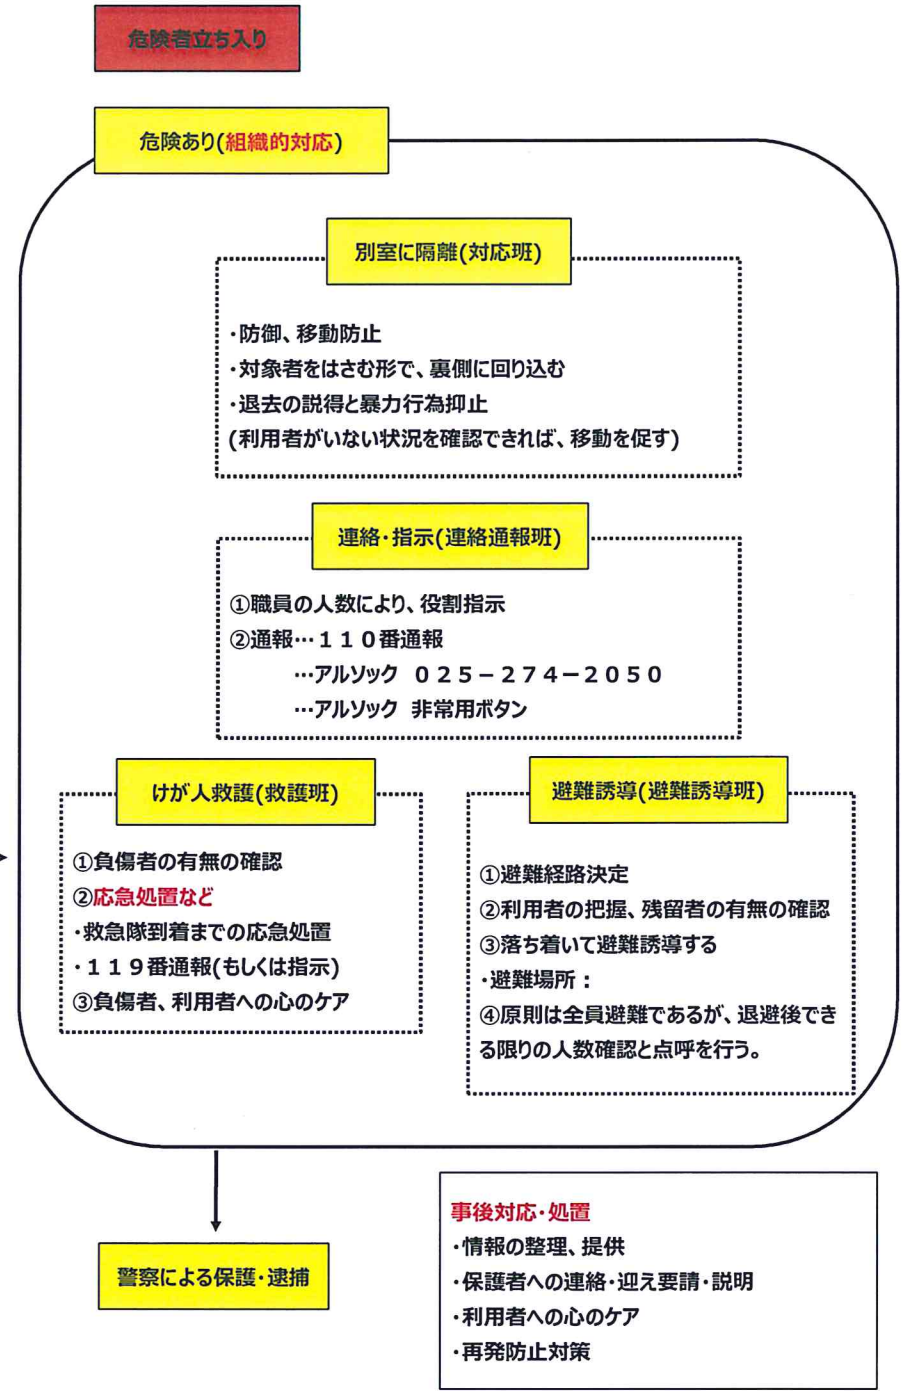 危険者立ち入り
危険あり(組織的対応)
別室に隔離(対応班)
・防御、移動防止
・対象者をはさむ形で、裏側に回り込む
・退去の説得と暴力行為抑止
(利用者がいない状況を確認できれば、移動を促す)
連絡・指示(連絡通報班)
①職員の人数により、役割指示
②通報…１１０番通報
…アルソック ０２５－２７４－２０５０
…アルソック 非常用ボタン
けが人救護(救護班)
①負傷者の有無の確認
②応急処置など
・救急隊到着までの応急処置
・１１９番通報(もしくは指示)
③負傷者、利用者への心のケア
避難誘導(避難誘導班)
①避難経路決定
②利用者の把握、残留者の有無の確認
③落ち着いて避難誘導する
・避難場所：
④原則は全員避難であるが、退避後でき
る限りの人数確認と点呼を行う。
警察による保護・逮捕
事後対応・処置
・情報の整理、提供
・保護者への連絡・迎え要請・説明
・利用者への心のケア
・再発防止対策